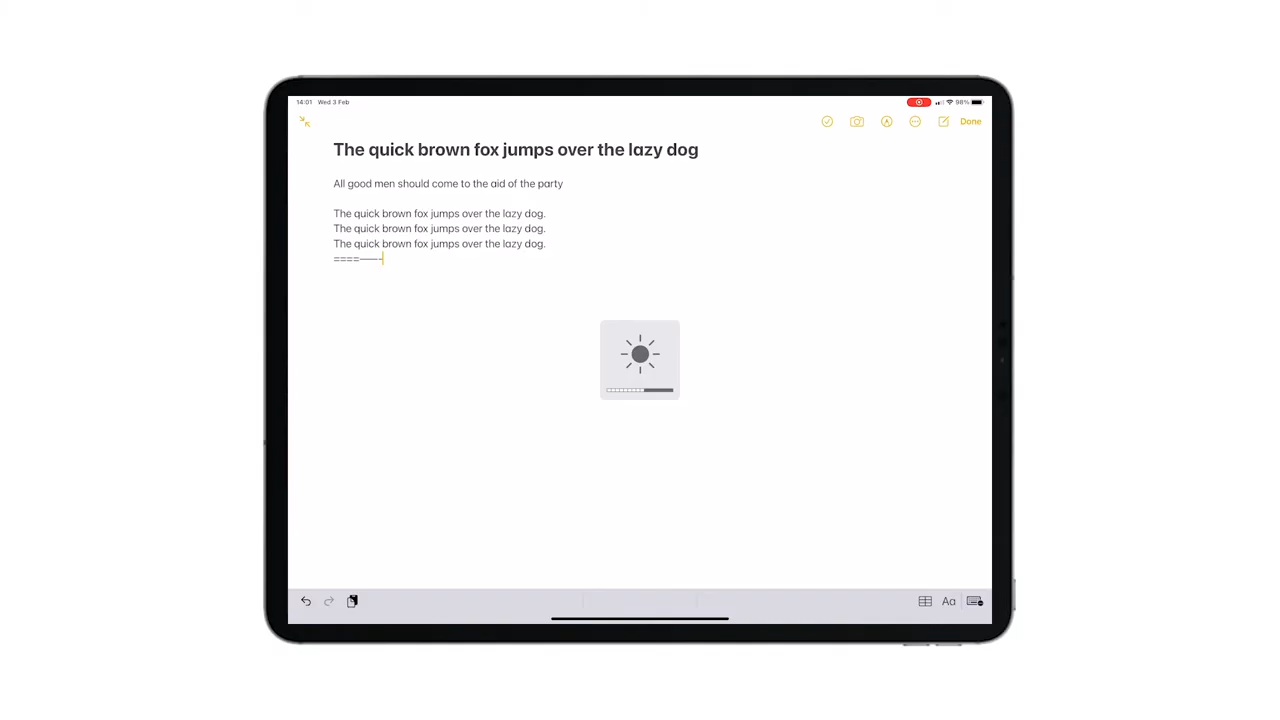 14:01 Wed 3 Feb 98%
Done
The quick brown fox jumps over the lazy dog
All good men should come to the aid of the party
The quick brown fox jumps over the lazy dog.
The quick brown fox jumps over the lazy dog.
The quick brown fox jumps over the lazy dog.
====——-
Aa